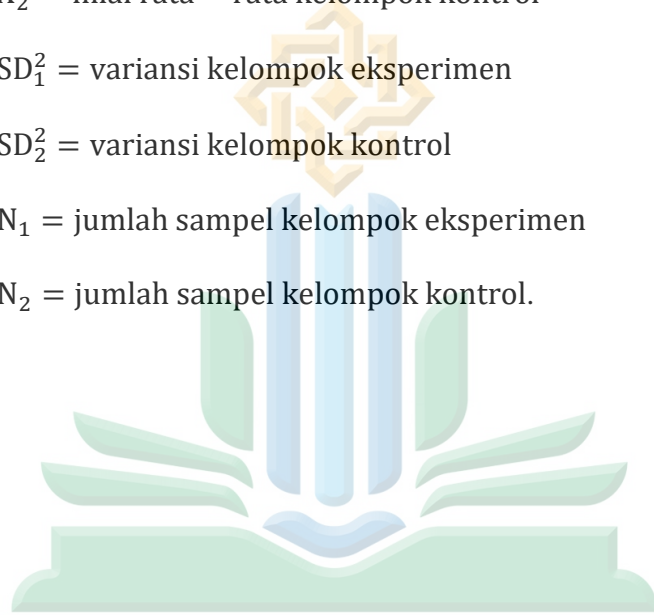 SD₁² = variansi kelompok eksperimen
SD₂² = variansi kelompok kontrol
N₁ = jumlah sampel kelompok eksperimen
N₂ = jumlah sampel kelompok kontrol.